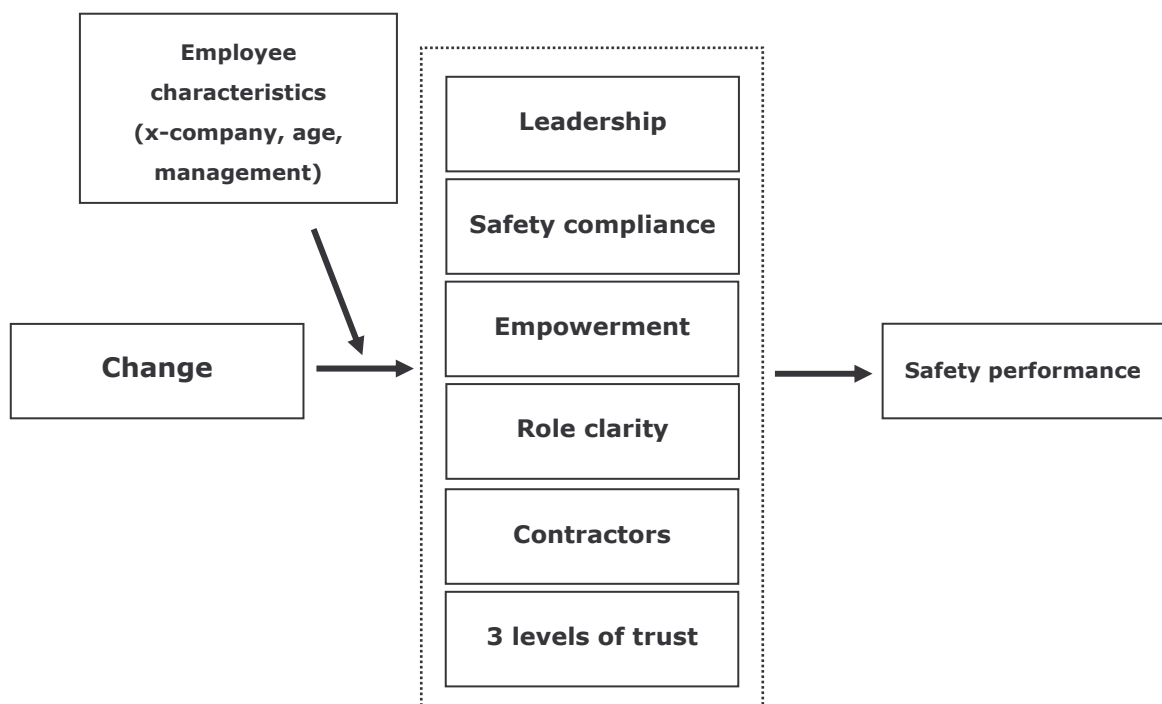 Employee
characteristics
(x-company, age,
management)
Leadership
Safety compliance
Empowerment
Change
Safety performance
Role clarity
Contractors
3 levels of trust